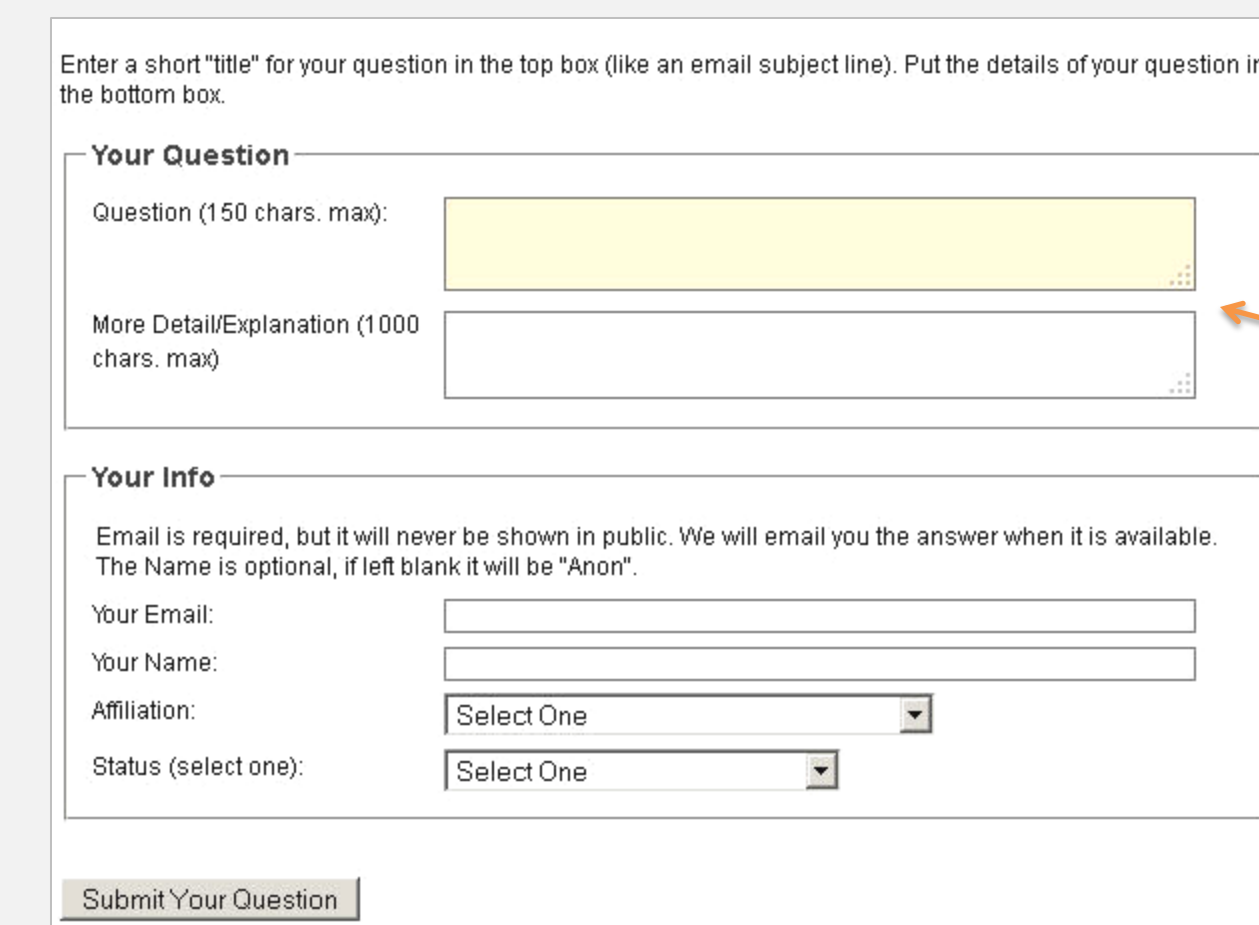 Enter a short "title" for your question in the top box (like an email subject line). Put the details of your question in
the bottom box.
Your Question
Question (150 chars. max):
More Detail/Explanation (1000
chars. max)
Your Info
Email is required, but it will never be shown in public. We will email you the answer when it is available.
The Name is optional, if left blank it will be "Anon".
Your Email:
Your Name:
Affiliation:
Select One
Status (select one):
Select One
Submit Your Question